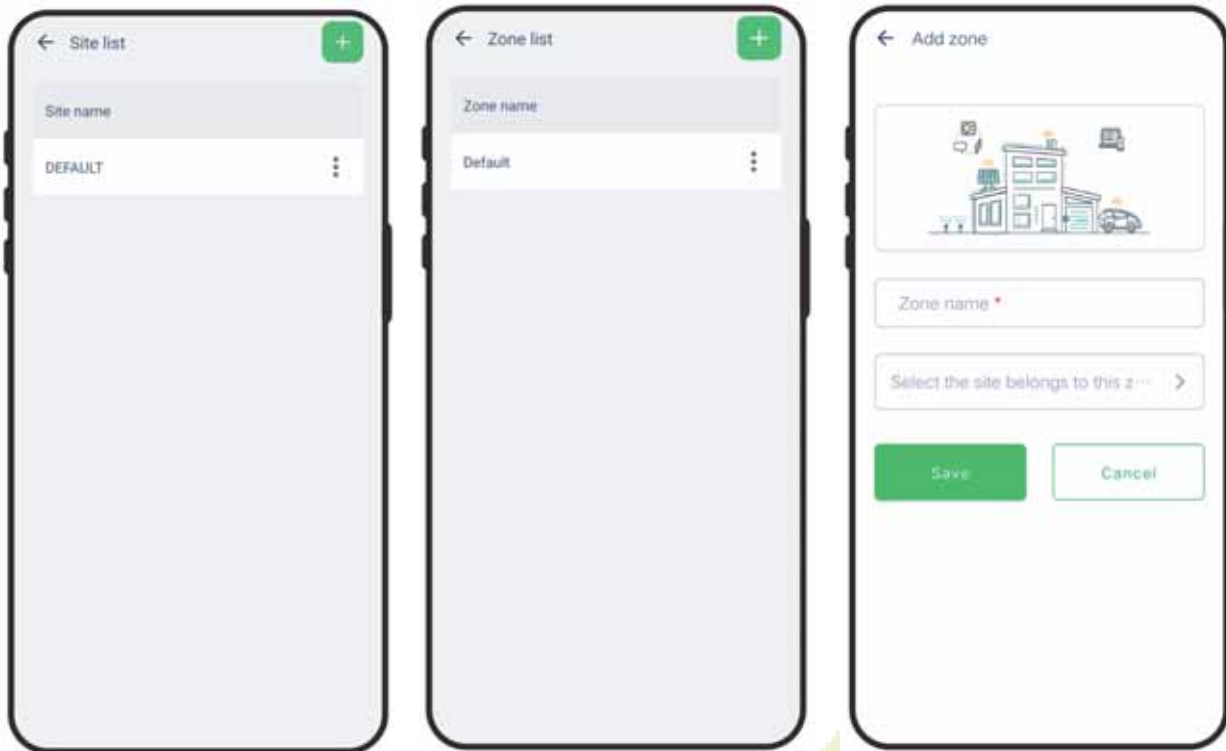 Site list
Site name
DEFAULT
Zone list
Zone name
Default
Add zone
Zone name *
Select the site belongs to this z...
Save
Cancel